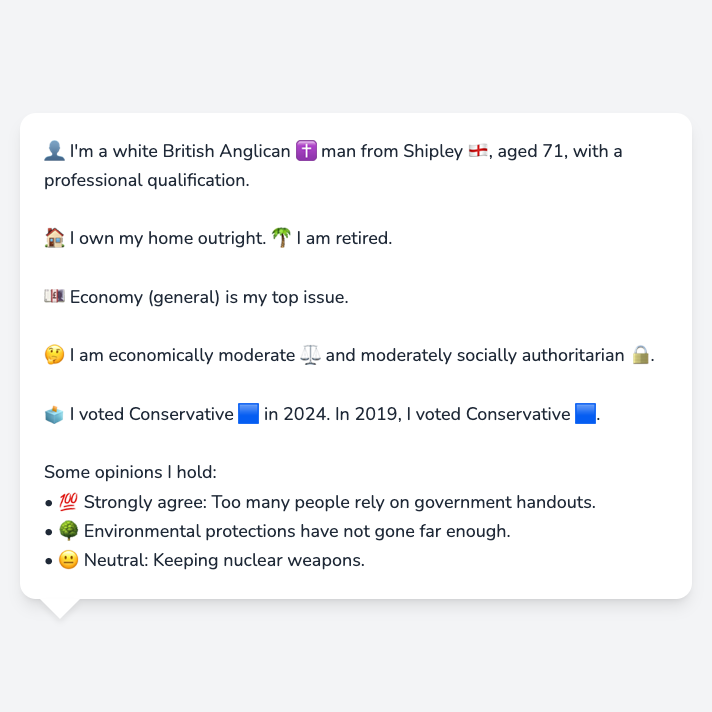 👤 I'm a white British Anglican ✝️ man from Shipley 🏴󠁧󠁢󠁥󠁮󠁧󠁿, aged 71, with a
professional qualification.
🏠 I own my home outright. 🌴 I am retired.
💷 Economy (general) is my top issue.
🤔 I am economically moderate ⚖️ and moderately socially authoritarian 🔒.
🗳️ I voted Conservative 🟦 in 2024. In 2019, I voted Conservative 🟦.
Some opinions I hold:
• 💯 Strongly agree: Too many people rely on government handouts.
• 🌳 Environmental protections have not gone far enough.
• 😐 Neutral: Keeping nuclear weapons.